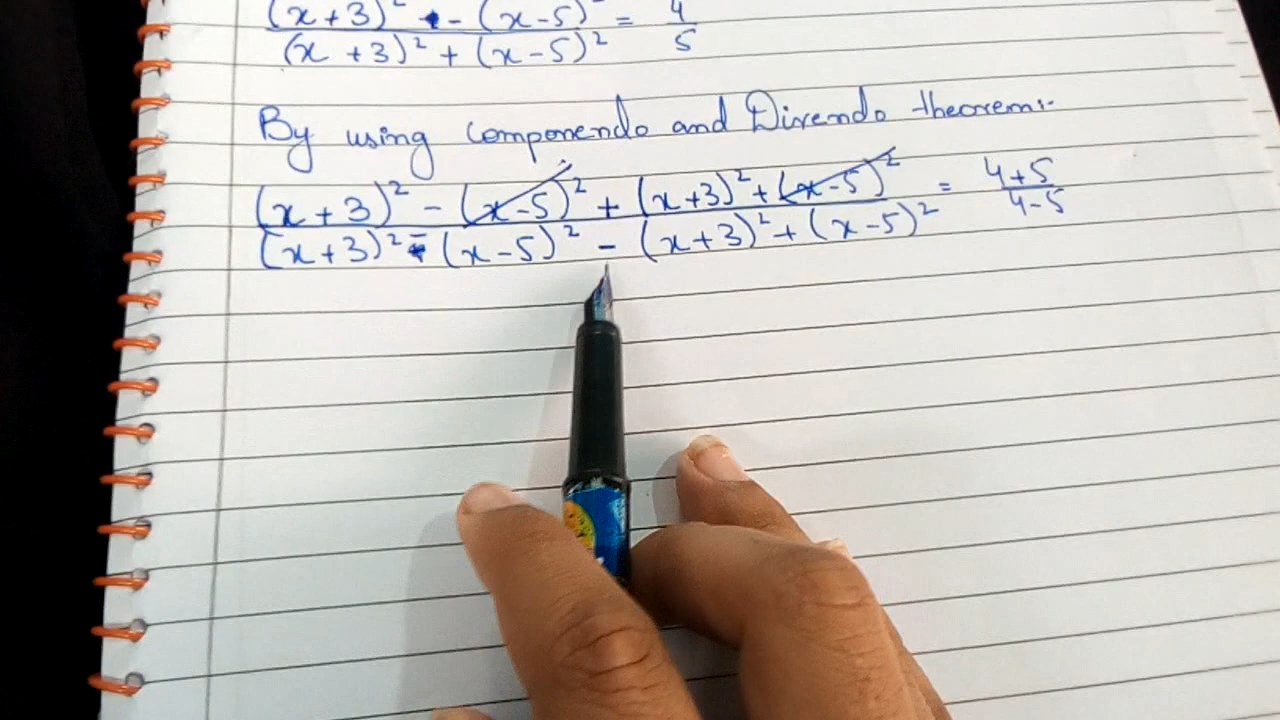 (x+3)² - (x-5)² = 4
(x+3)² + (x-5)² 5
By using Componendo and Divendo theorem:-
(x+3)² - (x-5)² + (x+3)² + (x-5)² = 4+5
(x+3)² - (x-5)² - (x+3)² + (x-5)² 4-5